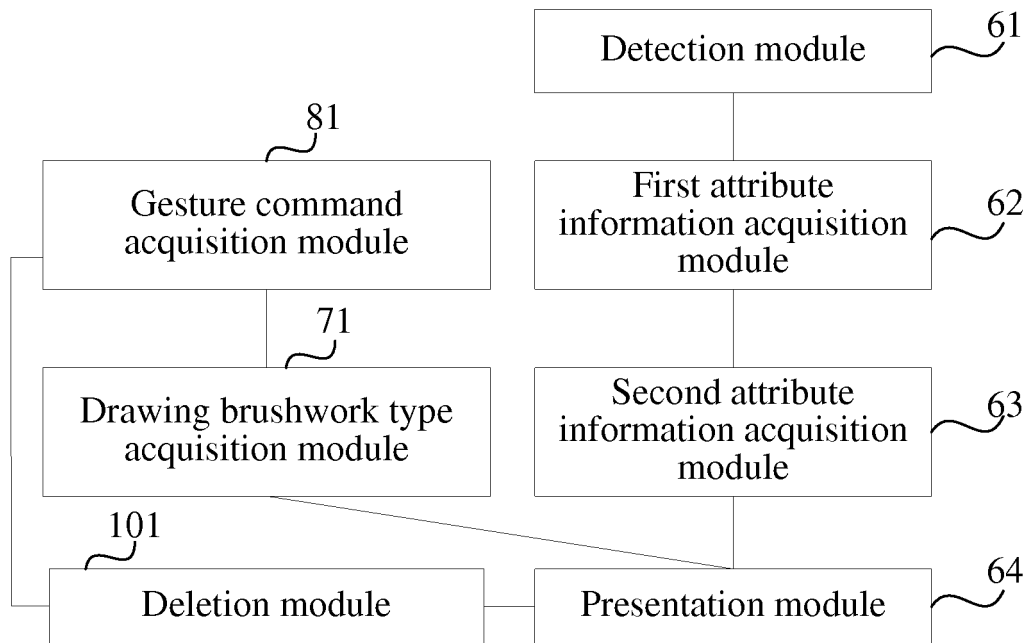 61
Detection module
81
Gesture command
acquisition module
First attribute
information acquisition
module
62
71
Drawing brushwork type
acquisition module
Second attribute
information acquisition
module
63
101
Deletion module
Presentation module
64